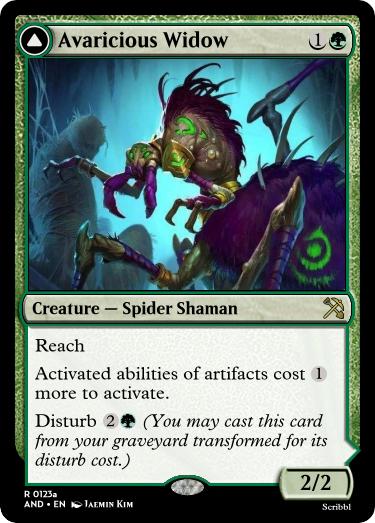 Avaricious Widow 1
Creature — Spider Shaman
Reach
Activated abilities of artifacts cost 1
more to activate.
Disturb 2 (You may cast this card
from your graveyard transformed for its
disturb cost.)
2/2
R 0123a
AND • EN Jaemin Kim
Scribbl